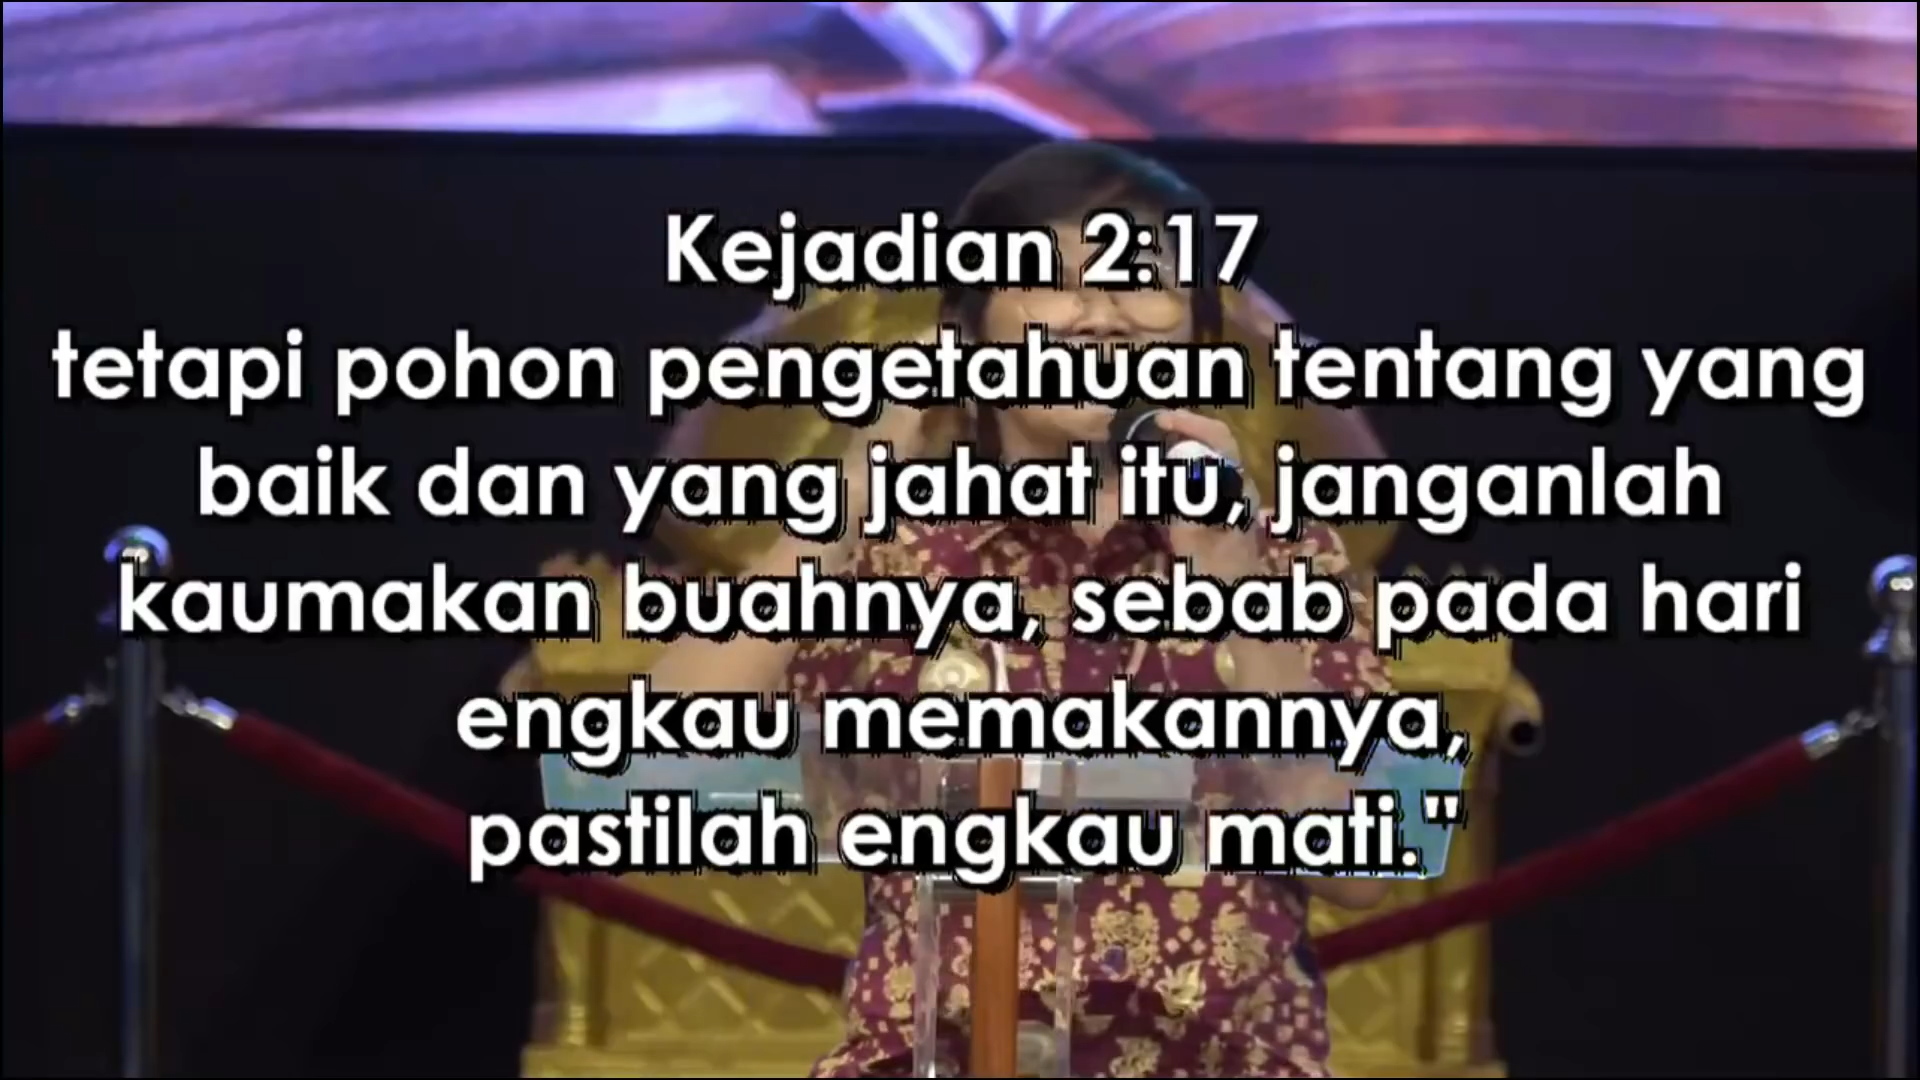 Kejadian 2:17
tetapi pohon pengetahuan tentang yang
baik dan yang jahat itu, janganlah
kaumakan buahnya, sebab pada hari
engkau memakannya,
pastilah engkau mati."